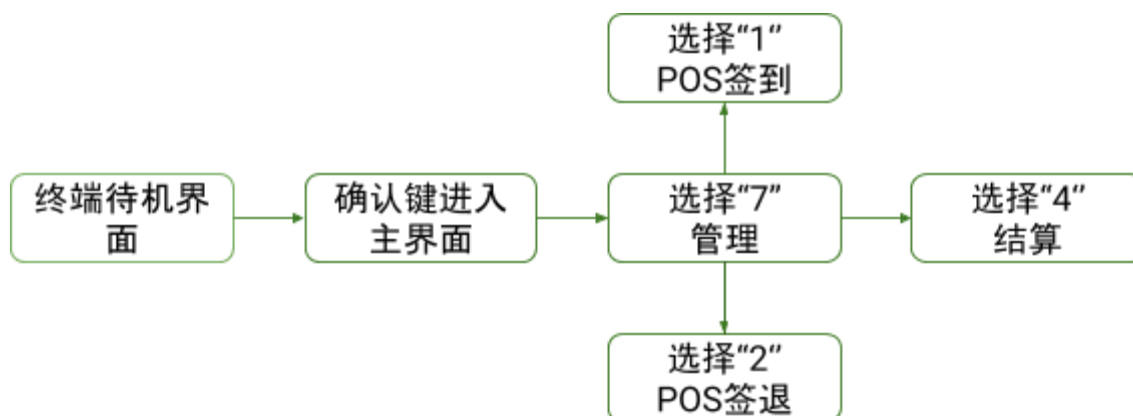 选择“1”
POS签到
终端待机界
面
确认键进入
主界面
选择“7”
管理
选择“4”
结算
选择“2”
POS签退